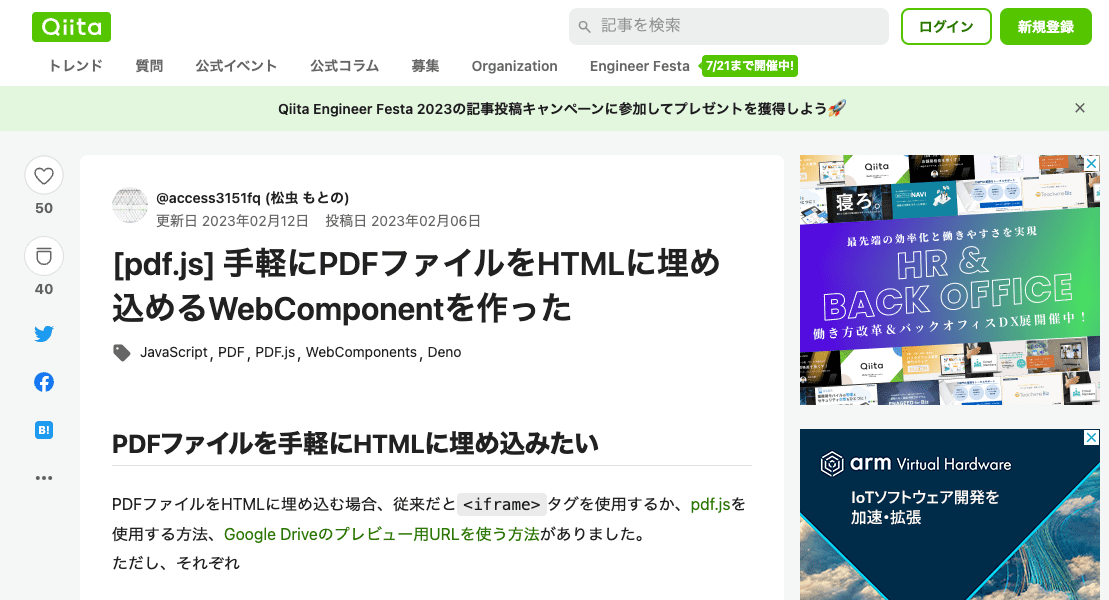 Qiita
記事を検索
ログイン
新規登録
トレンド 質問 公式イベント 公式コラム 募集 Organization Engineer Festa 7/21まで開催中!
Qiita Engineer Festa 2023の記事投稿キャンペーンに参加してプレゼントを獲得しよう🚀
50
40
B!
@access3151fq (松虫 もとの)
更新日 2023年02月12日 投稿日 2023年02月06日
[pdf.js] 手軽にPDFファイルをHTMLに埋め
込めるWebComponentを作った
JavaScript, PDF, PDF.js, WebComponents, Deno
PDFファイルを手軽にHTMLに埋め込みたい
PDFファイルをHTMLに埋め込む場合、従来だと <iframe> タグを使用するか、pdf.jsを
使用する方法、Google Driveのプレビュー用URLを使う方法がありました。
ただし、それぞれ
Qiita
寝ろ。
NAVI
最先端の効率化と働きやすさを実現
HR &
BACK OFFICE
働き方改革＆バックオフィスDX展開催中！
Qiita
arm Virtual Hardware
IoTソフトウェア開発を
加速・拡張